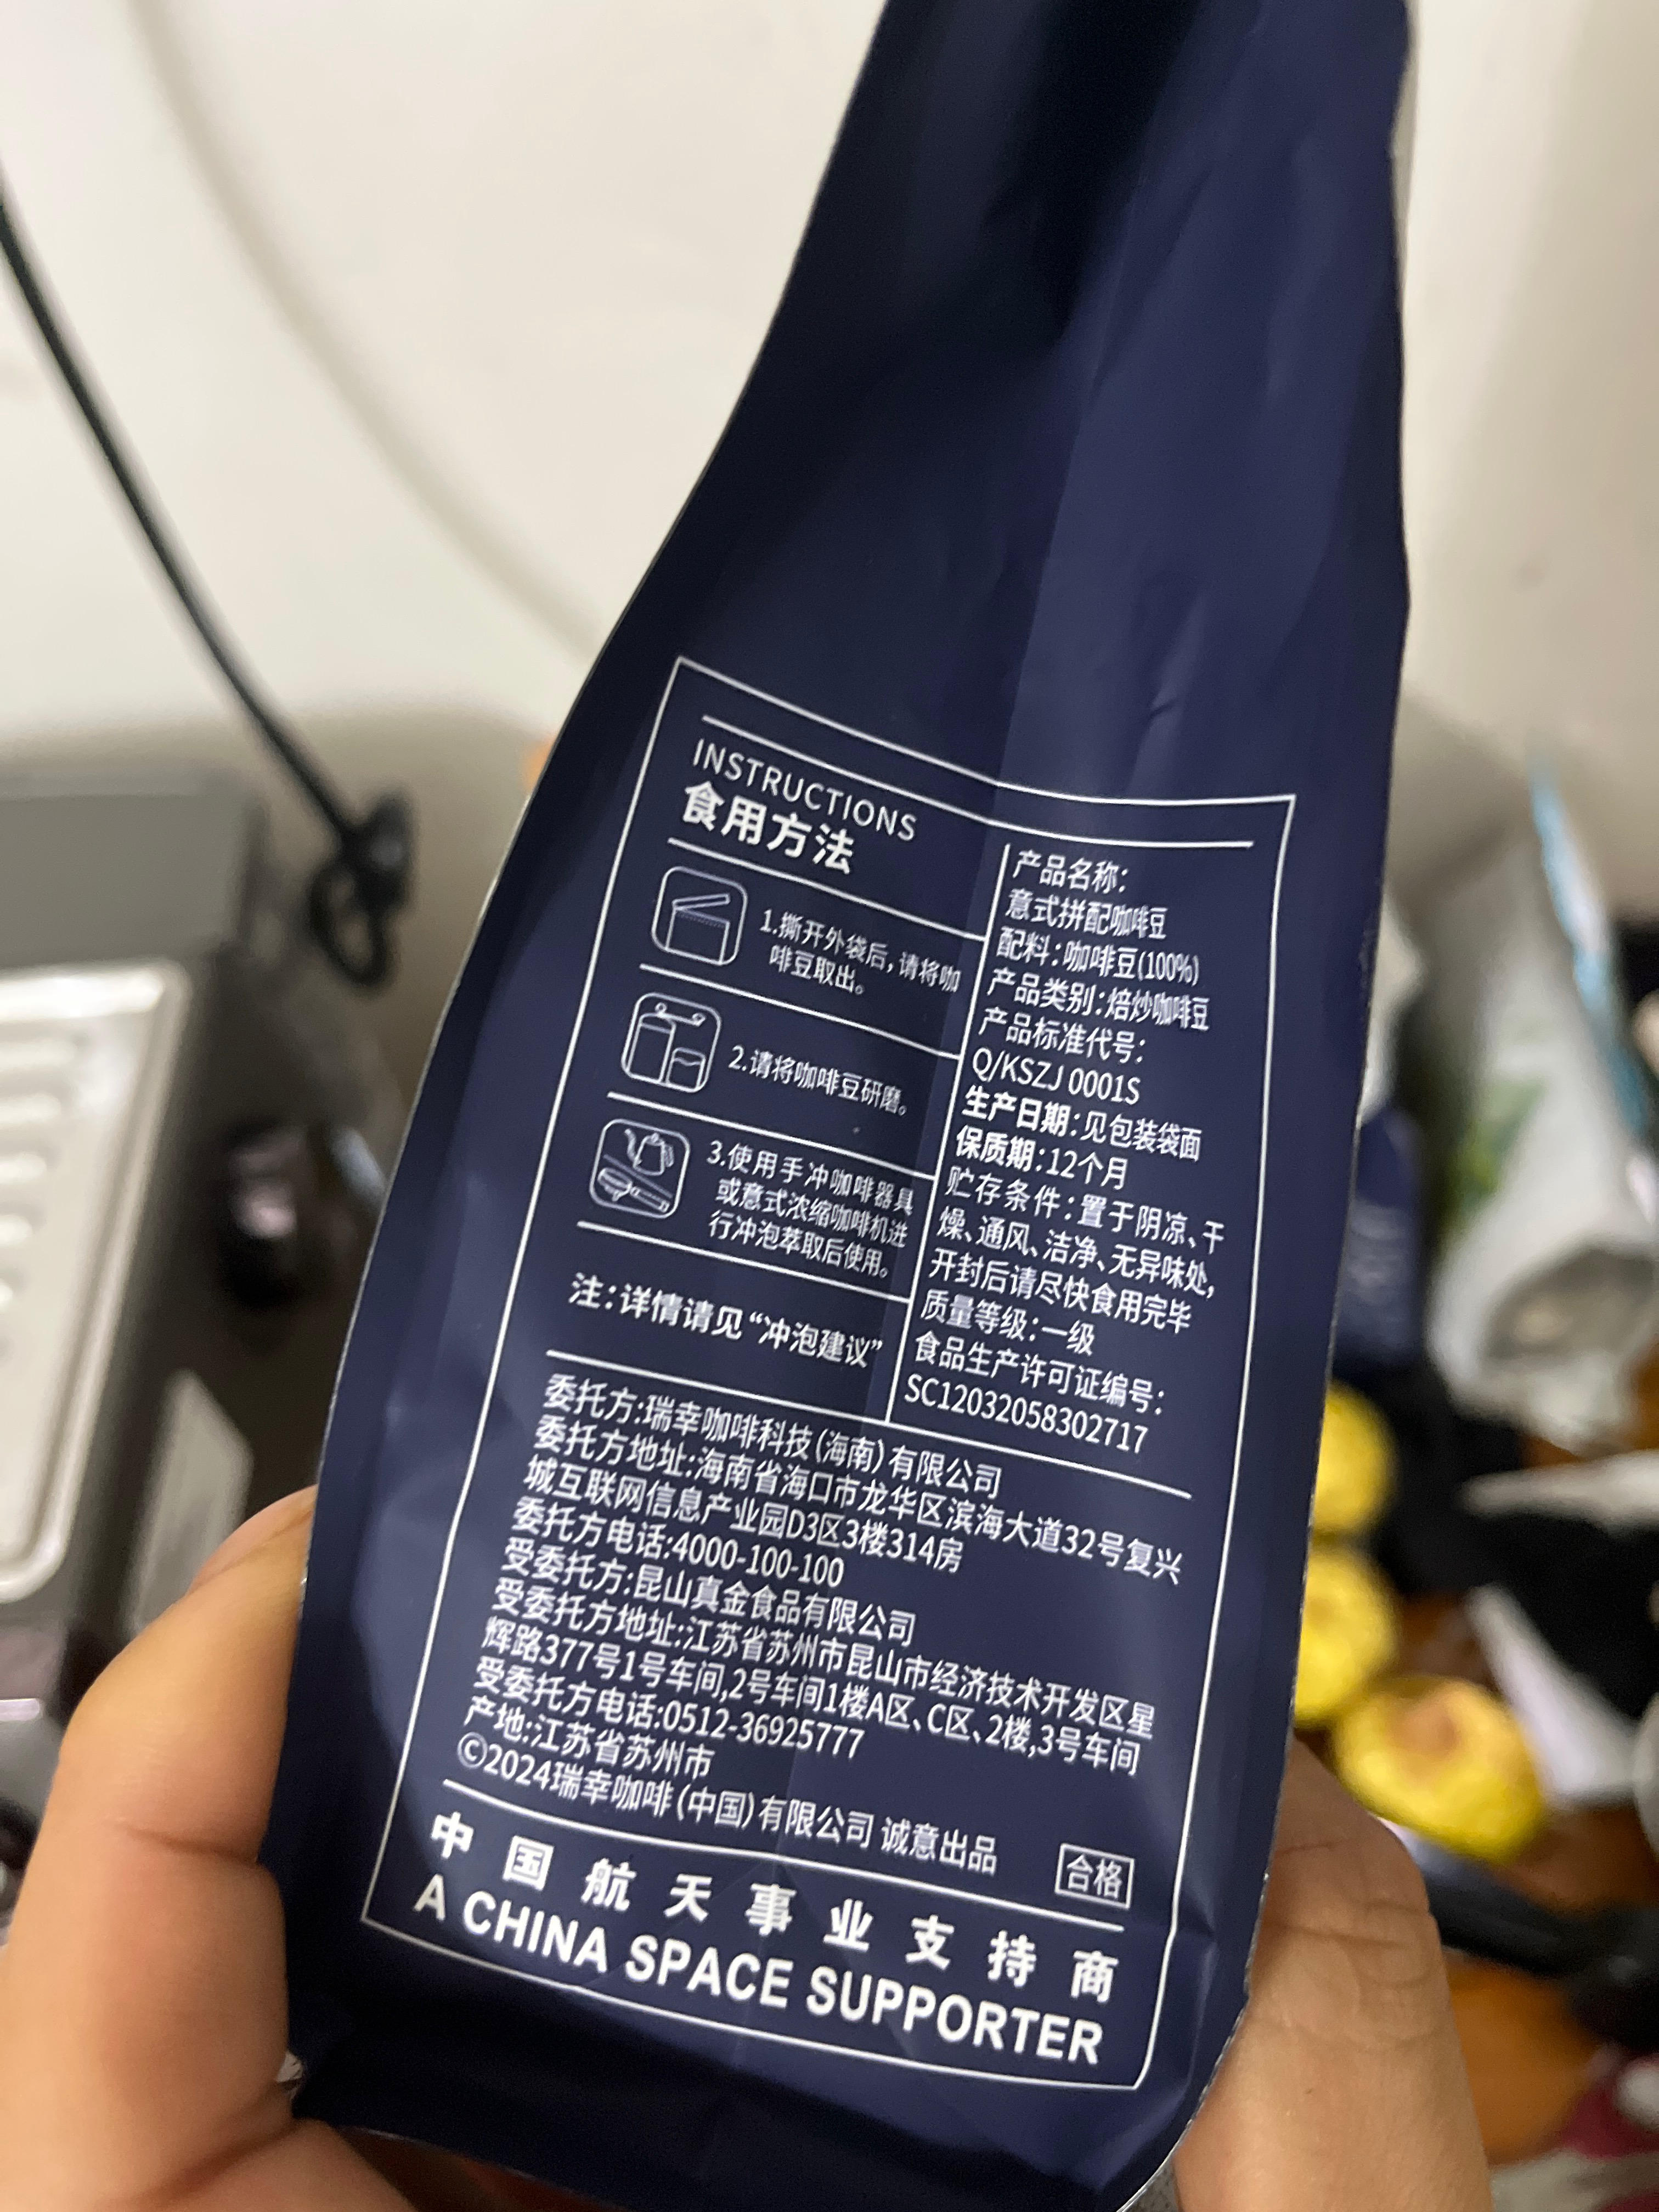 INSTRUCTIONS
食用方法
1.撕开外袋后,请将咖
啡豆取出。
2.请将咖啡豆研磨。
3.使用手冲咖啡器具
或意式浓缩咖啡机进
行冲泡萃取后使用。
注:详情请见“冲泡建议”
产品名称:
意式拼配咖啡豆
配料:咖啡豆(100%)
产品类别:焙炒咖啡豆
产品标准代号:
Q/KSZJ 0001S
生产日期:见包装袋面
保质期:12个月
贮存条件:置于阴凉、干
燥、通风、洁净、无异味处,
开封后请尽快食用完毕
质量等级:一级
食品生产许可证编号:
SC12032058302717
委托方:瑞幸咖啡科技(海南)有限公司
委托方地址:海南省海口市龙华区滨海大道32号复兴
城互联网信息产业园D3区3楼314房
委托方电话:4000-100-100
受委托方:昆山真金食品有限公司
受委托方地址:江苏省苏州市昆山市经济技术开发区星
辉路377号1号车间,2号车间1楼A区、C区、2楼,3号车间
受委托方电话:0512-36925777
产地:江苏省苏州市
©2024瑞幸咖啡(中国)有限公司 诚意出品
合格
中国航天事业支持商
A CHINA SPACE SUPPORTER